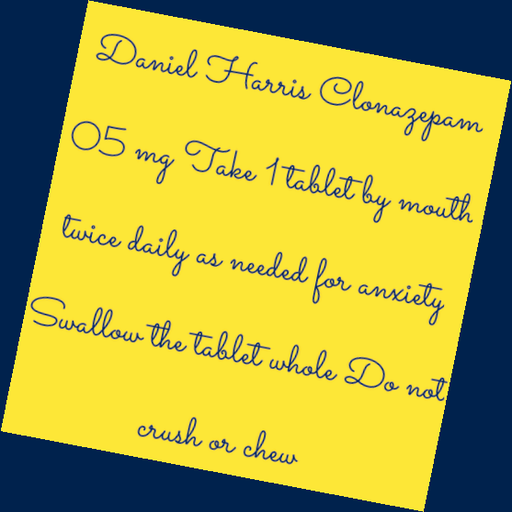 Daniel Harris Clonazepam
05 mg Take 1 tablet by mouth
twice daily as needed for anxiety
Swallow the tablet whole Do not
crush or chew